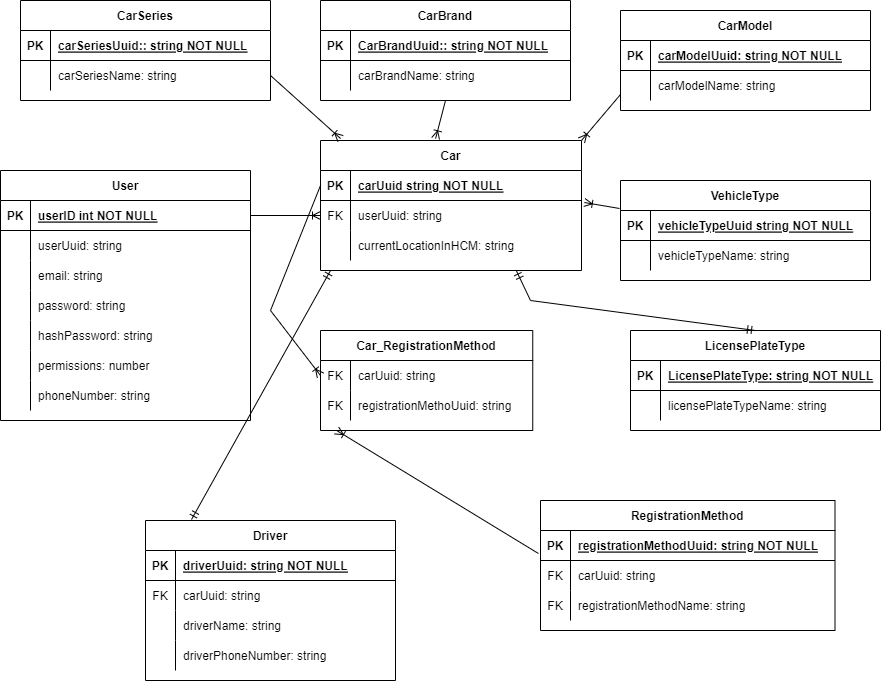 CarSeries
PK carSeriesUuid:: string NOT NULL
carSeriesName: string
CarBrand
PK CarBrandUuid:: string NOT NULL
carBrandName: string
CarModel
PK carModelUuid: string NOT NULL
carModelName: string
User
PK userID int NOT NULL
userUuid: string
email: string
password: string
hashPassword: string
permissions: number
phoneNumber: string
Car
PK carUuid string NOT NULL
FK userUuid: string
currentLocationInHCM: string
VehicleType
PK vehicleTypeUuid string NOT NULL
vehicleTypeName: string
Car_RegistrationMethod
FK carUuid: string
FK registrationMethoUuid: string
LicensePlateType
PK LicensePlateType: string NOT NULL
licensePlateTypeName: string
Driver
PK driverUuid: string NOT NULL
FK carUuid: string
driverName: string
driverPhoneNumber: string
RegistrationMethod
PK registrationMethodUuid: string NOT NULL
FK carUuid: string
FK registrationMethodName: string